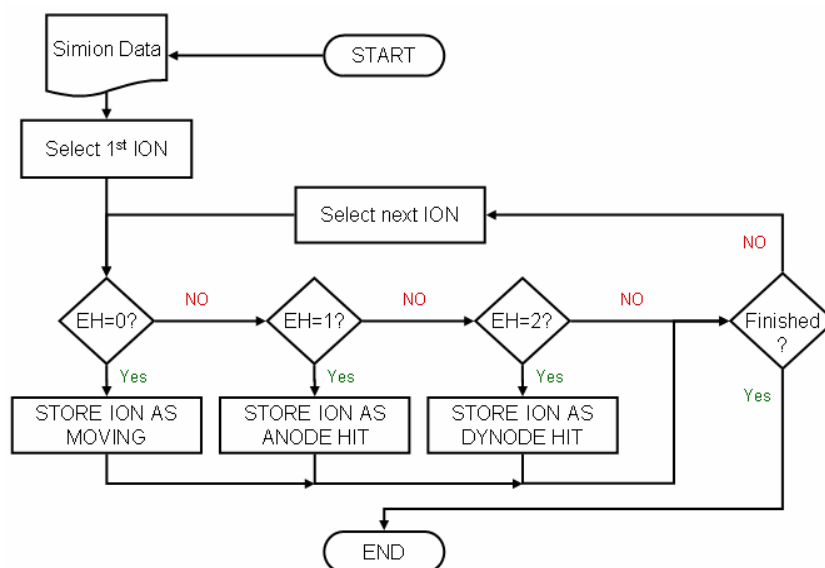 Simion Data
START
Select 1st ION
Select next ION
NO
EH=0?
NO
EH=1?
NO
EH=2?
NO
Finished
?
Yes
Yes
Yes
Yes
STORE ION AS
MOVING
STORE ION AS
ANODE HIT
STORE ION AS
DYNODE HIT
END